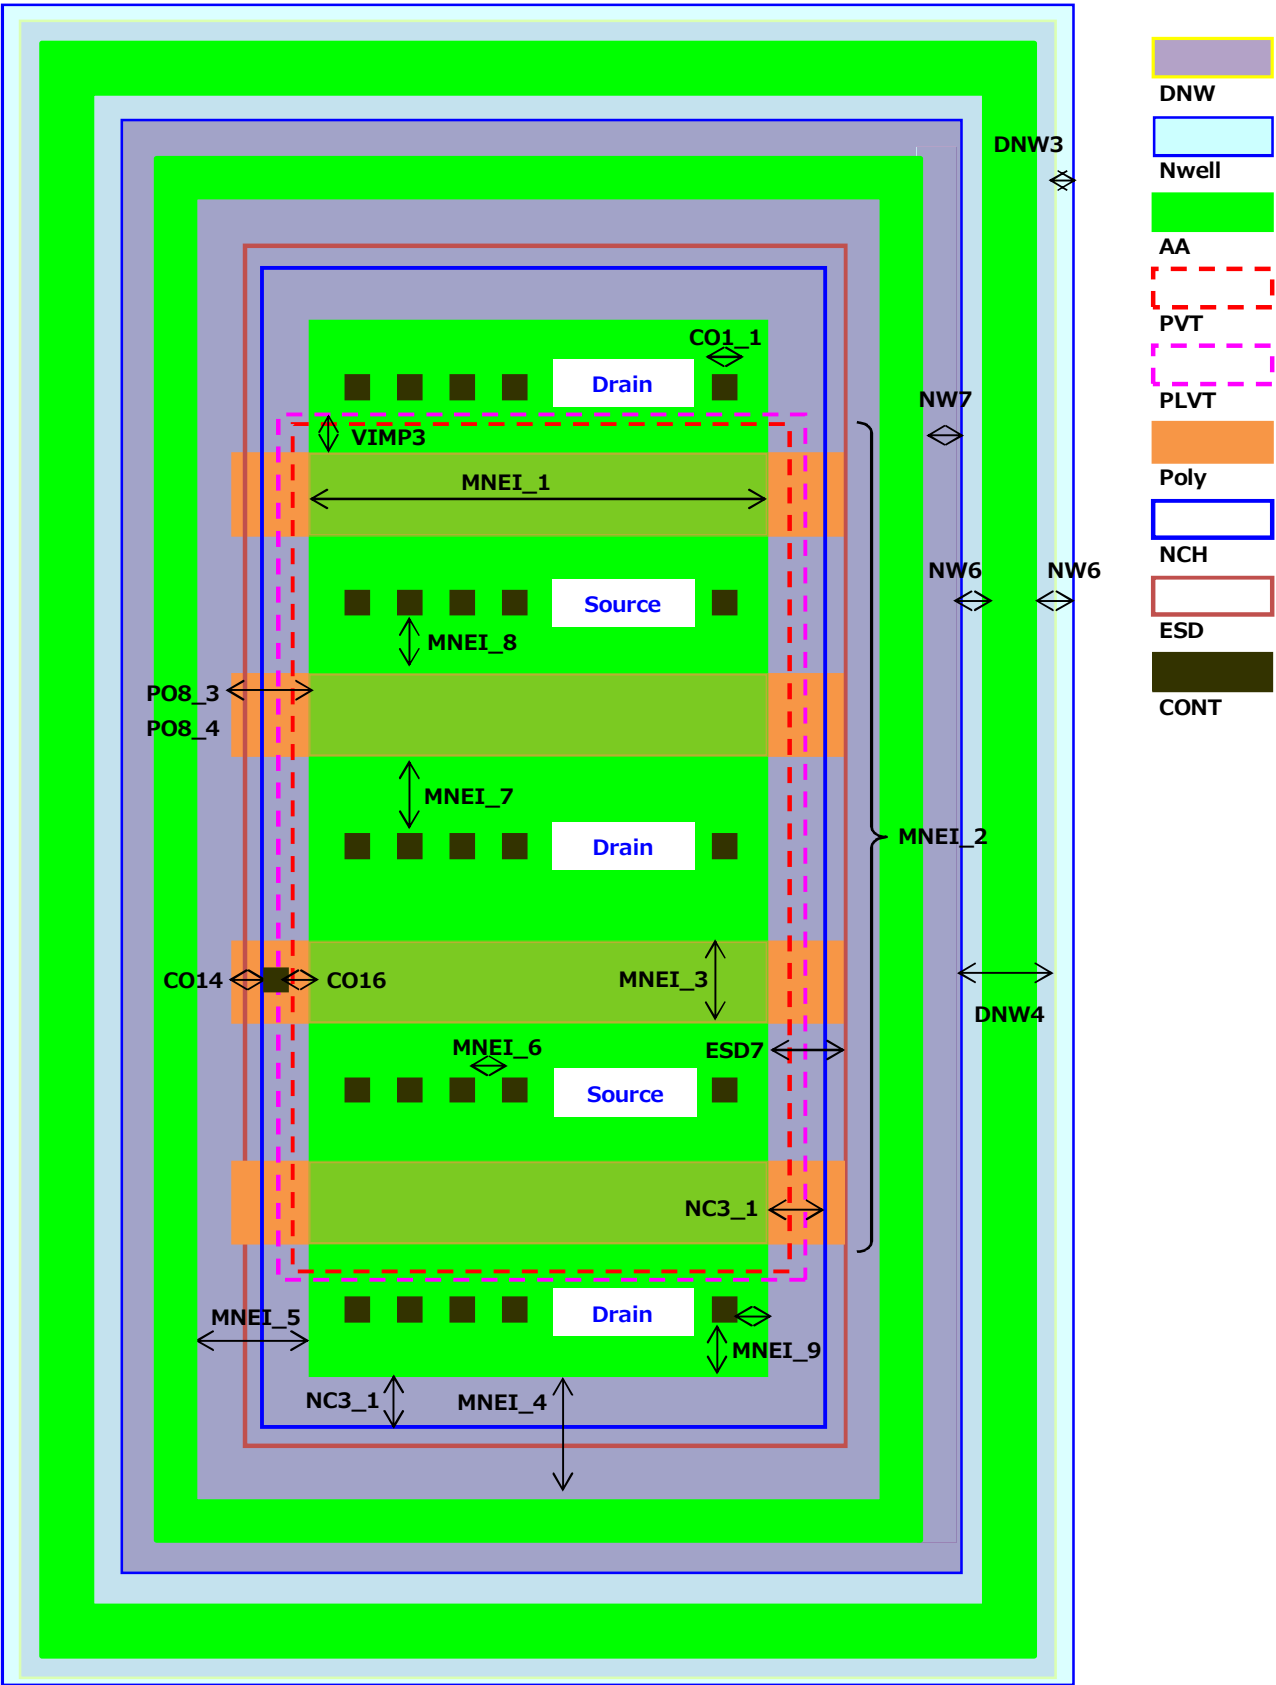 DNW
DNW3
Nwell
AA
PVT
CO1_1
Drain
PLVT
NW7
VIMP3
Poly
MNEI_1
NCH
NW6
NW6
Source
ESD
MNEI_8
PO8_3
CONT
PO8_4
MNEI_7
MNEI_2
Drain
CO14
CO16
MNEI_3
DNW4
MNEI_6
ESD7
Source
NC3_1
MNEI_5
Drain
MNEI_9
NC3_1
MNEI_4